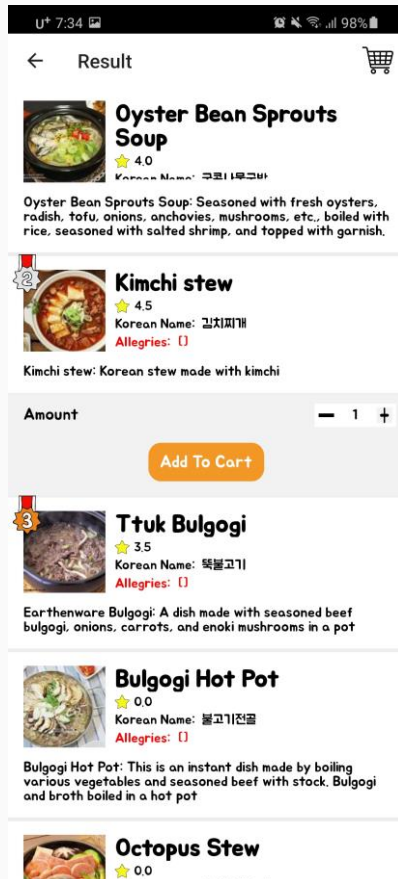 U⁺ 7:34 98%
Result
Oyster Bean Sprouts
Soup
4.0
Korean Name:
Oyster Bean Sprouts Soup: Seasoned with fresh oysters,
radish, tofu, onions, anchovies, mushrooms, etc., boiled with
rice, seasoned with salted shrimp, and topped with garnish.
2
Kimchi stew
4.5
Korean Name: 김치찌개
Allegries: []
Kimchi stew: Korean stew made with kimchi
Amount
1
Add To Cart
3
Ttuk Bulgogi
3.5
Korean Name: 뚝불고기
Allegries: []
Earthenware Bulgogi: A dish made with seasoned beef
bulgogi, onions, carrots, and enoki mushrooms in a pot
Bulgogi Hot Pot
0.0
Korean Name: 불고기전골
Allegries: []
Bulgogi Hot Pot: This is an instant dish made by boiling
various vegetables and seasoned beef with stock. Bulgogi
and broth boiled in a hot pot
Octopus Stew
0.0